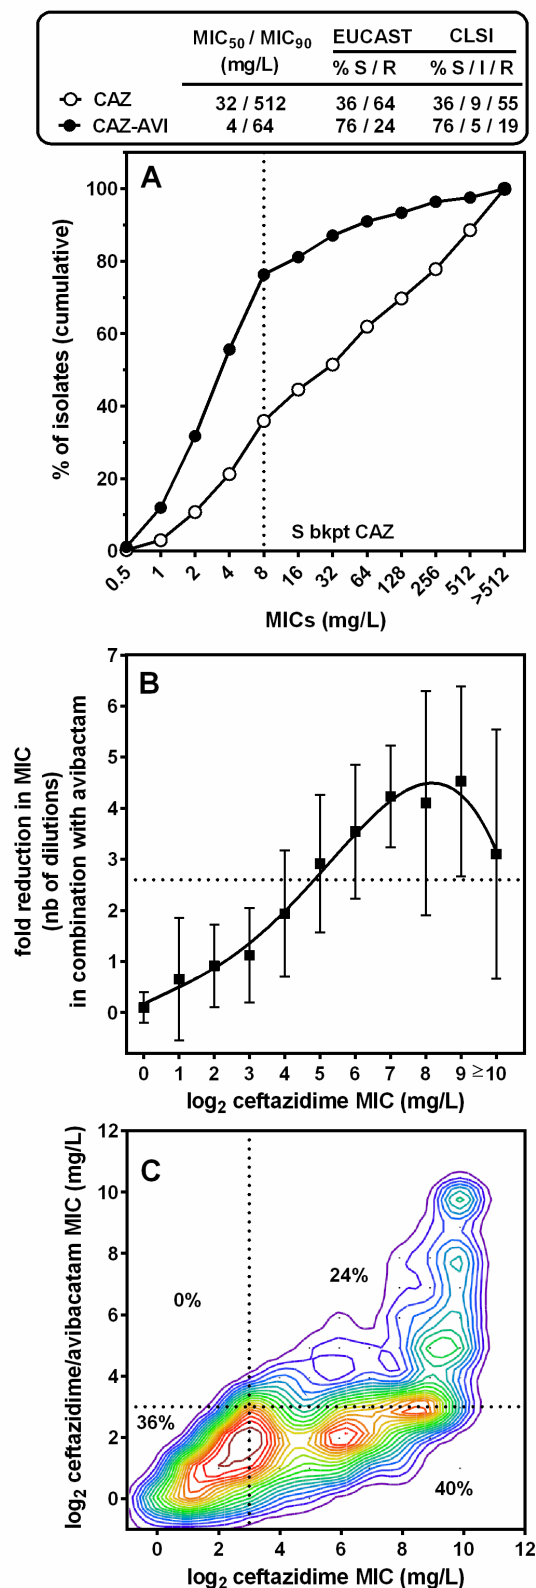 MIC50 / MIC90 EUCAST CLSI
(mg/L) % S / R % S / I / R
CAZ 32 / 512 36 / 64 36 / 9 / 55
CAZ-AVI 4 / 64 76 / 24 76 / 5 / 19
A
% of isolates (cumulative)
100
80
60
40
20
0
S bkpt CAZ
0.5 1 2 4 8 16 32 64 128 256 512 >512
MICs (mg/L)
B
fold reduction in MIC
(nb of dilutions)
in combination with avibactam
7
6
5
4
3
2
1
0
0 1 2 3 4 5 6 7 8 9 ≥10
log2 ceftazidime MIC (mg/L)
C
log2 ceftazidime/avibacatam MIC (mg/L)
12
10
8
6
4
2
0
24%
0%
36%
40%
0 2 4 6 8 10 12
log2 ceftazidime MIC (mg/L)